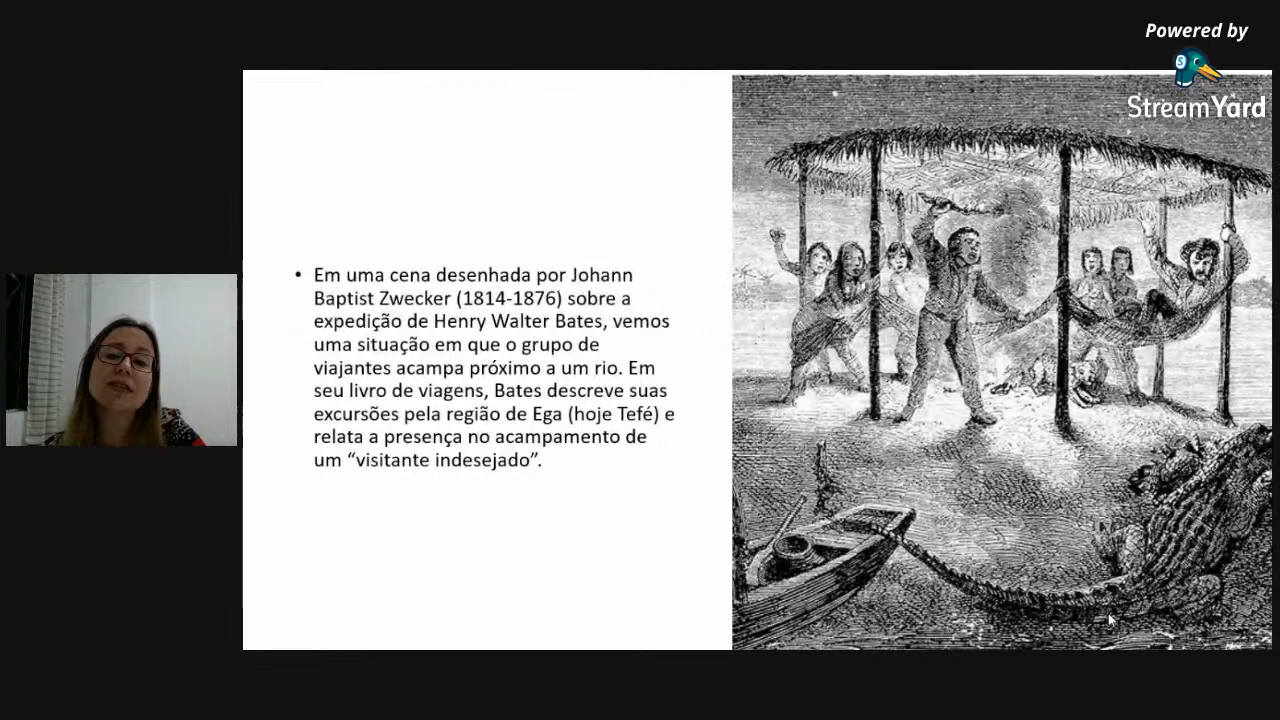 Powered by
StreamYard
• Em uma cena desenhada por Johann
Baptist Zwecker (1814-1876) sobre a
expedição de Henry Walter Bates, vemos
uma situação em que o grupo de
viajantes acampa próximo a um rio. Em
seu livro de viagens, Bates descreve suas
excursões pela região de Ega (hoje Tefé) e
relata a presença no acampamento de
um “visitante indesejado”.